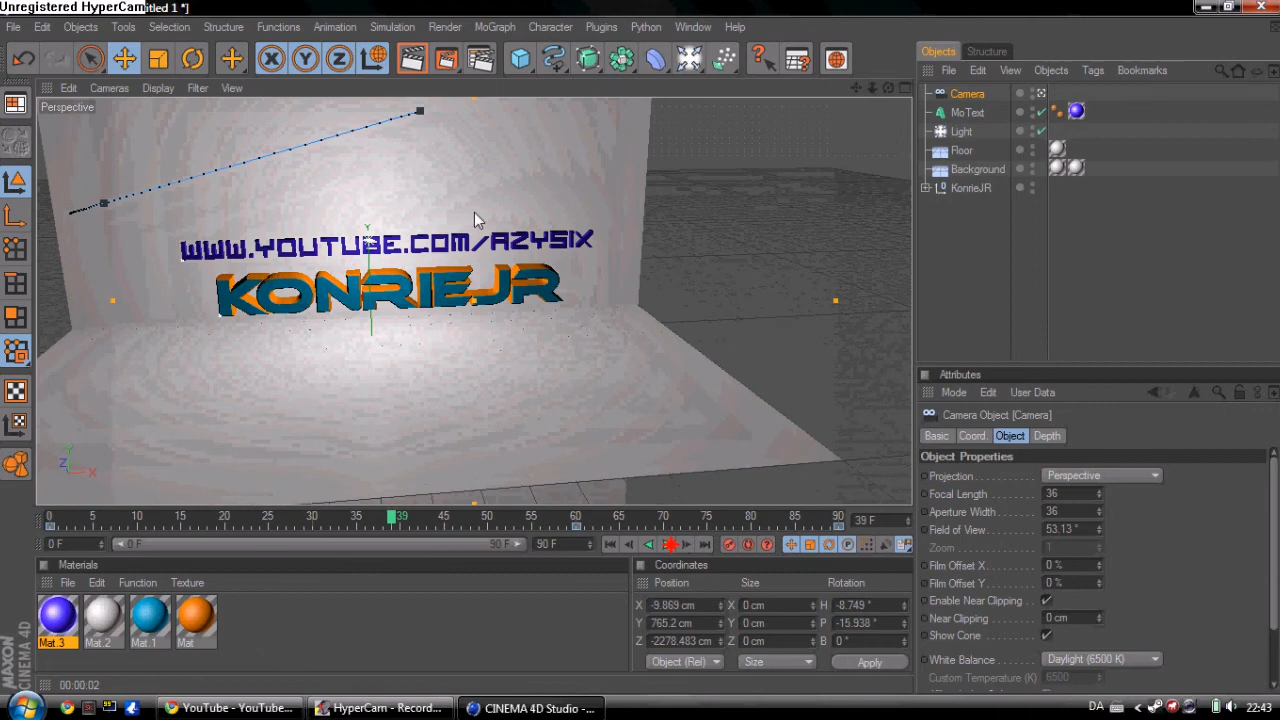 Unregistered HyperCam
titled 1 *]
File Edit Objects Tools Selection Structure Functions Animation Simulation Render MoGraph Character Plugins Python Window Help
Objects Structure
Edit Cameras Display Filter View
File Edit View Objects Tags Bookmarks
Perspective
Camera
MoText
Light
Floor
Background
KonrieJR
WWW.YOUTUBE.COM/AZYSIX
KONRIEJR
Y
Y
Z X
Attributes
Mode Edit User Data
Camera Object [Camera]
Basic Coord. Object Depth
Object Properties
Projection Perspective
Focal Length 36
Aperture Width 36
Field of View 53.13 °
Zoom 1
Film Offset X 0 %
Film Offset Y 0 %
Enable Near Clipping
Near Clipping 0 cm
Show Cone
White Balance Daylight (6500 K)
Custom Temperature (K) 6500
0 5 10 15 20 25 30 35 39 45 50 55 60 65 70 75 80 85 90 39 F
0 F 0 F 90 F 90 F
Materials
File Edit Function Texture
Mat.3 Mat.2 Mat.1 Mat
Coordinates
Position Size Rotation
X -9.869 cm X 0 cm H -8.749 °
Y 765.2 cm Y 0 cm P -15.938 °
Z -2278.483 cm Z 0 cm B 0 °
Object (Rel) Size Apply
MAXON CINEMA 4D
00:00:02
YouTube - YouTube... HyperCam - Record... CINEMA 4D Studio -...
DA 22:43